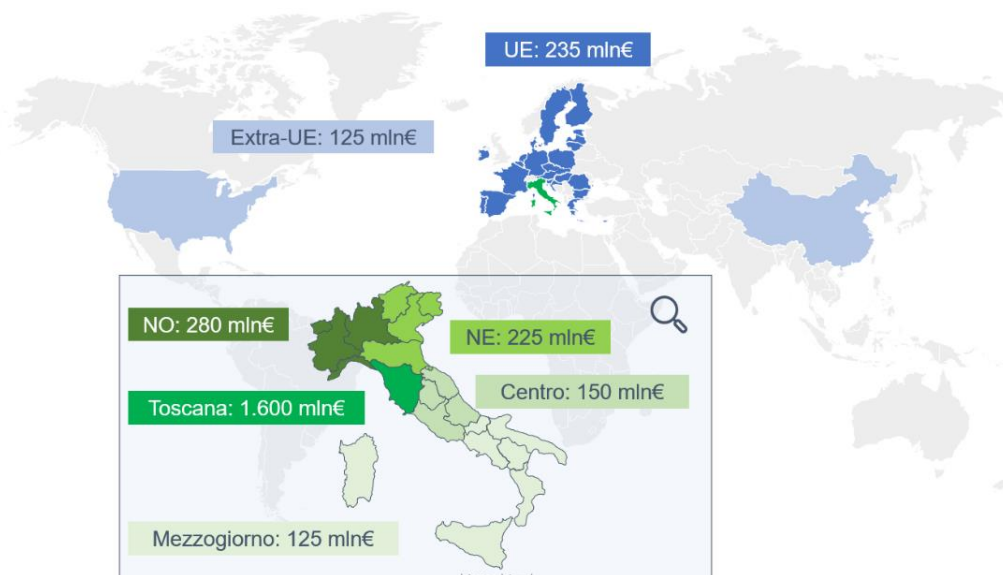 UE: 235 mln€
Extra-UE: 125 mln€
NO: 280 mln€
NE: 225 mln€
Centro: 150 mln€
Toscana: 1.600 mln€
Mezzogiorno: 125 mln€